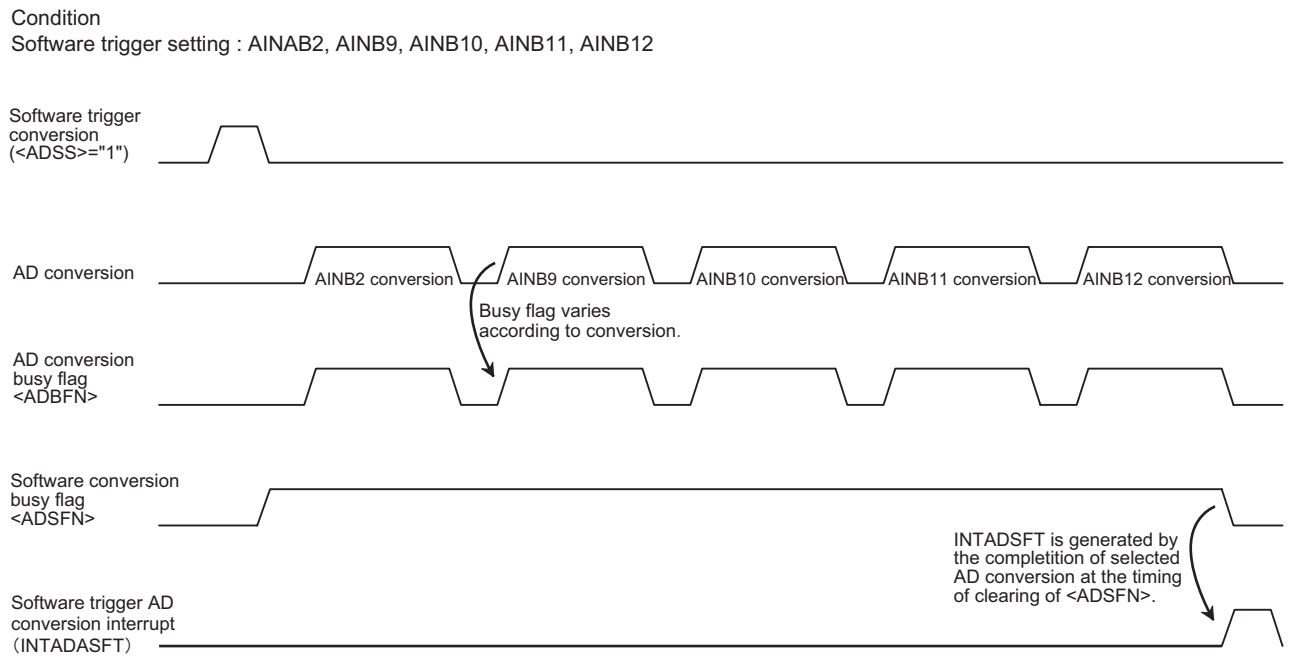 Condition
Software trigger setting : AINAB2, AINB9, AINB10, AINB11, AINB12
Software trigger
conversion
(<ADSS>="1")
AD conversion
AINB2 conversion
AINB9 conversion
AINB10 conversion
AINB11 conversion
AINB12 conversion
Busy flag varies
according to conversion.
AD conversion
busy flag
<ADBFN>
Software conversion
busy flag
<ADSFN>
INTADSFT is generated by
the completition of selected
AD conversion at the timing
of clearing of <ADSFN>.
Software trigger AD
conversion interrupt
（INTADASFT）